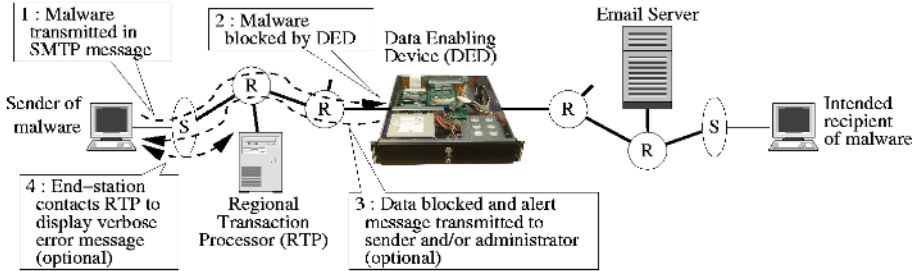 1 : Malware
transmitted in
SMTP message
2 : Malware
blocked by DED
Data Enabling
Device (DED)
Email Server
Sender of
malware
S
R
R
R
R
S
Intended
recipient
of malware
4 : End-station
contacts RTP to
display verbose
error message
(optional)
Regional
Transaction
Processor (RTP)
3 : Data blocked and alert
message transmitted to
sender and/or administrator
(optional)